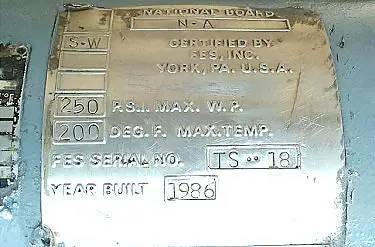 NATIONAL BOARD
N-A
S-W
CERTIFIED BY
FES, INC.
YORK, PA. U.S.A.
250 P.S.I. MAX. W.P.
200 DEG. F. MAX. TEMP.
FES SERIAL NO. TS - 18
YEAR BUILT 1986